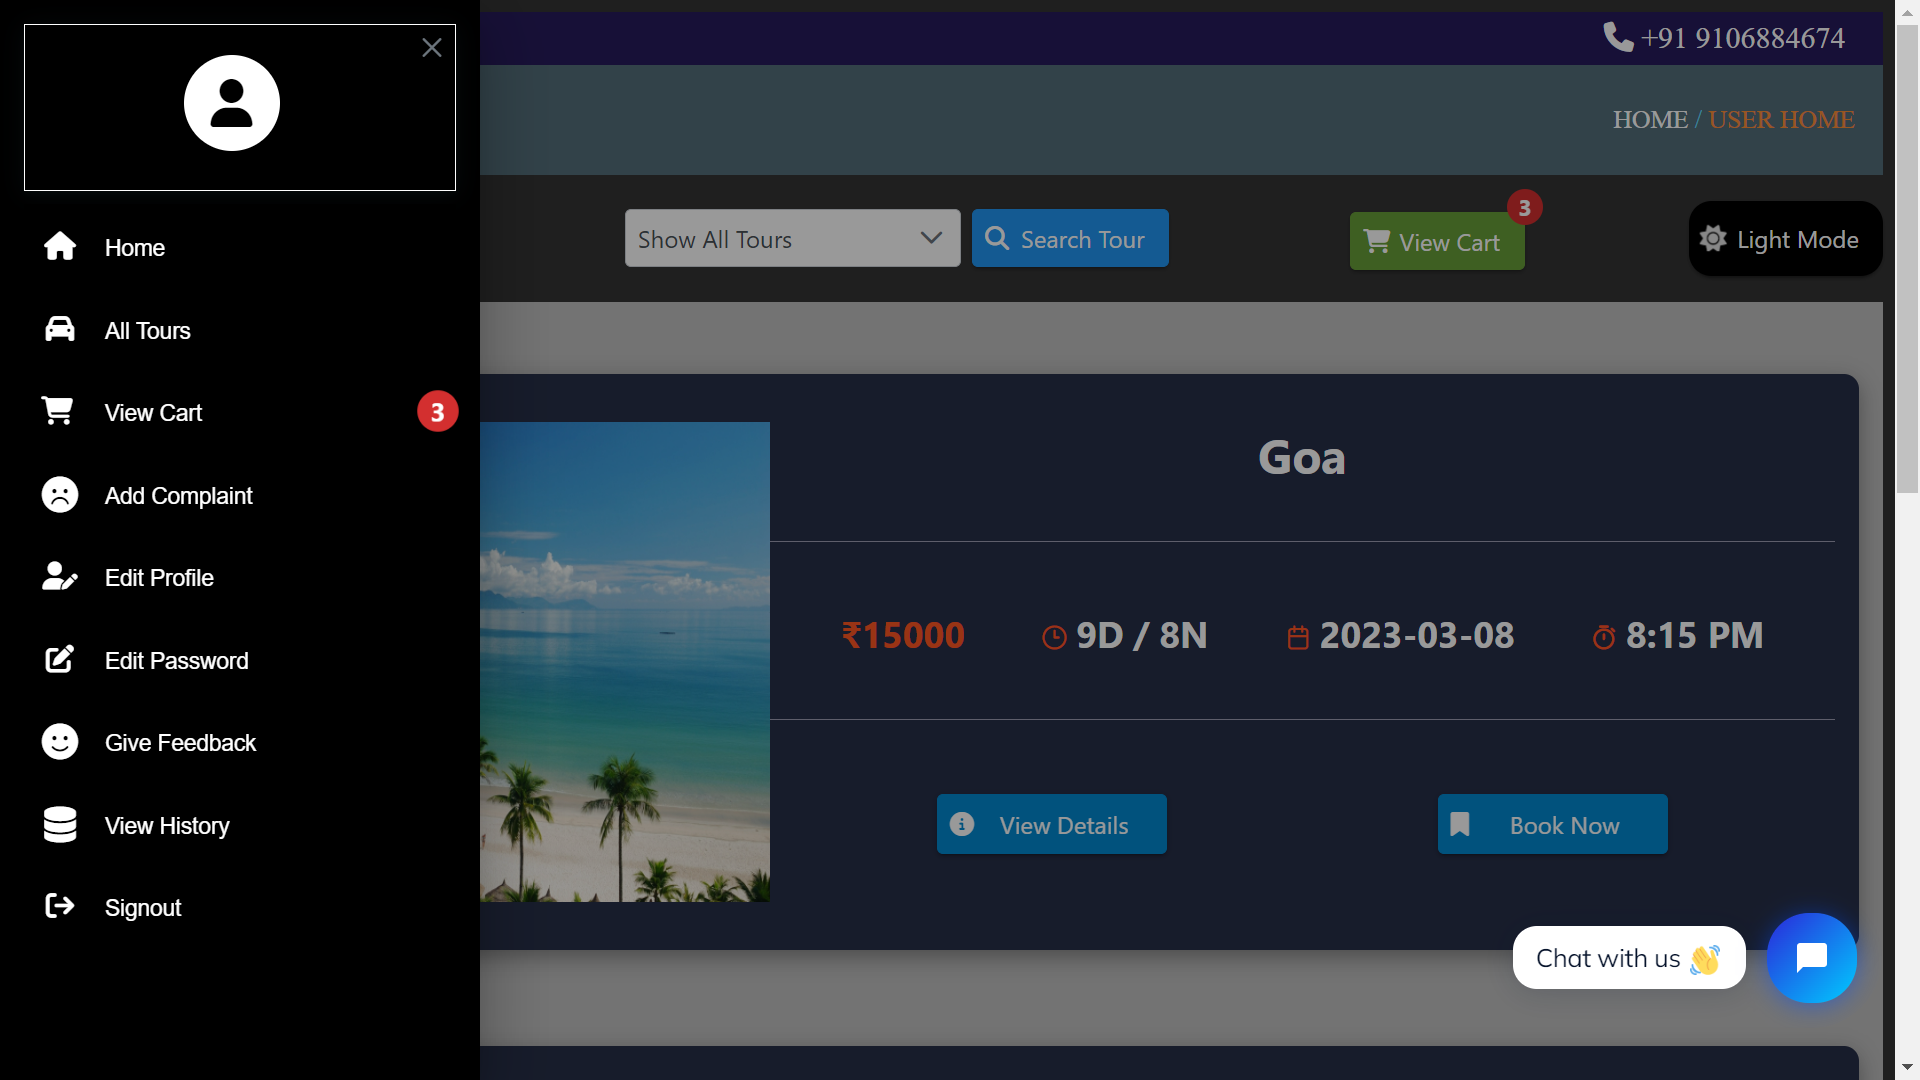 +91 9106884674
HOME / USER HOME
Show All Tours
Search Tour
View Cart
3
Light Mode
Home
All Tours
View Cart
3
Add Complaint
Edit Profile
Edit Password
Give Feedback
View History
Signout
Goa
₹15000
9D / 8N
2023-03-08
8:15 PM
View Details
Book Now
Chat with us 👋